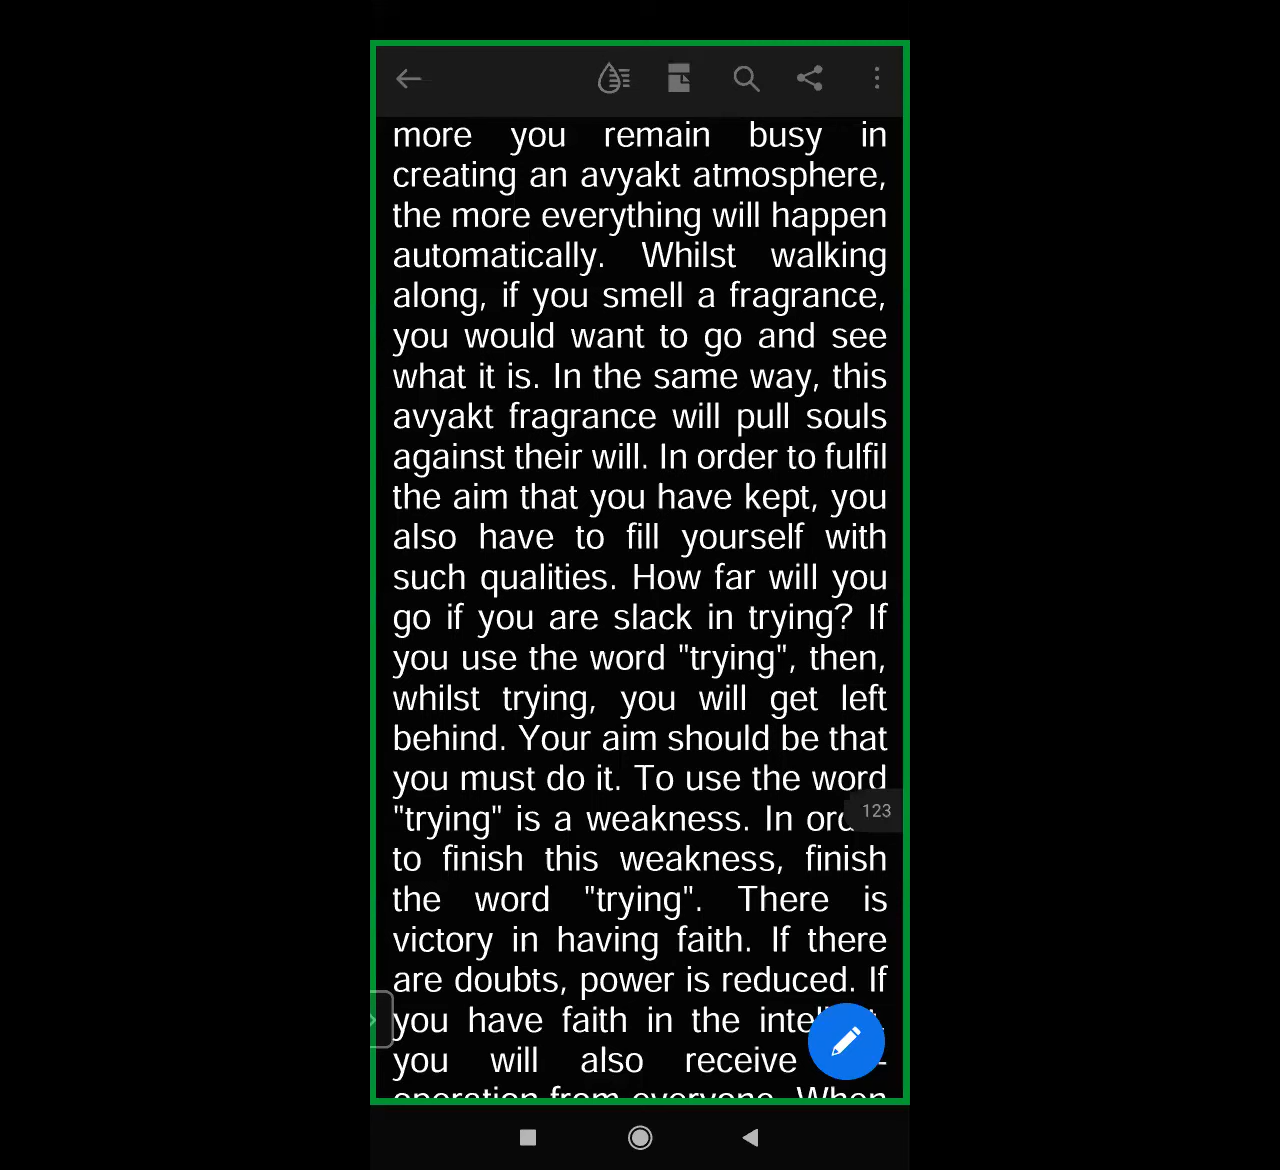 more you remain busy in
creating an avyakt atmosphere,
the more everything will happen
automatically. Whilst walking
along, if you smell a fragrance,
you would want to go and see
what it is. In the same way, this
avyakt fragrance will pull souls
against their will. In order to fulfil
the aim that you have kept, you
also have to fill yourself with
such qualities. How far will you
go if you are slack in trying? If
you use the word "trying", then,
whilst trying, you will get left
behind. Your aim should be that
you must do it. To use the word
"trying" is a weakness. In
123
to finish this weakness, finish
the word "trying". There is
victory in having faith. If there
are doubts, power is reduced. If
you have faith in the
you will also receive
operation from everyone. When